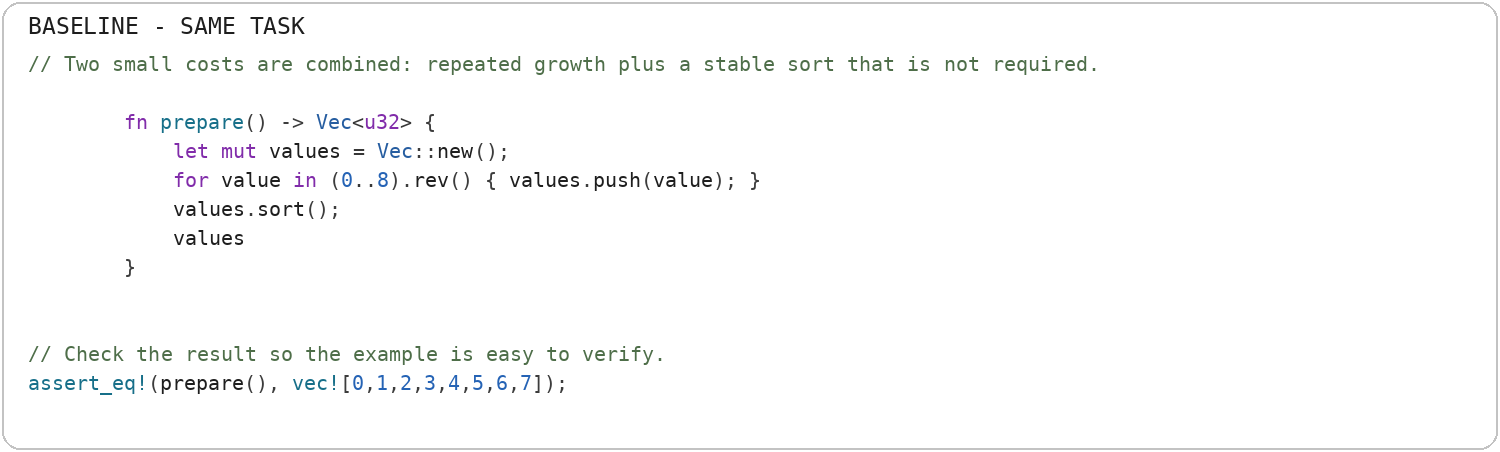 BASELINE - SAME TASK
// Two small costs are combined: repeated growth plus a stable sort that is not required.
fn prepare() -> Vec<u32> {
    let mut values = Vec::new();
    for value in (0..8).rev() { values.push(value); }
    values.sort();
    values
}
// Check the result so the example is easy to verify.
assert_eq!(prepare(), vec![0,1,2,3,4,5,6,7]);